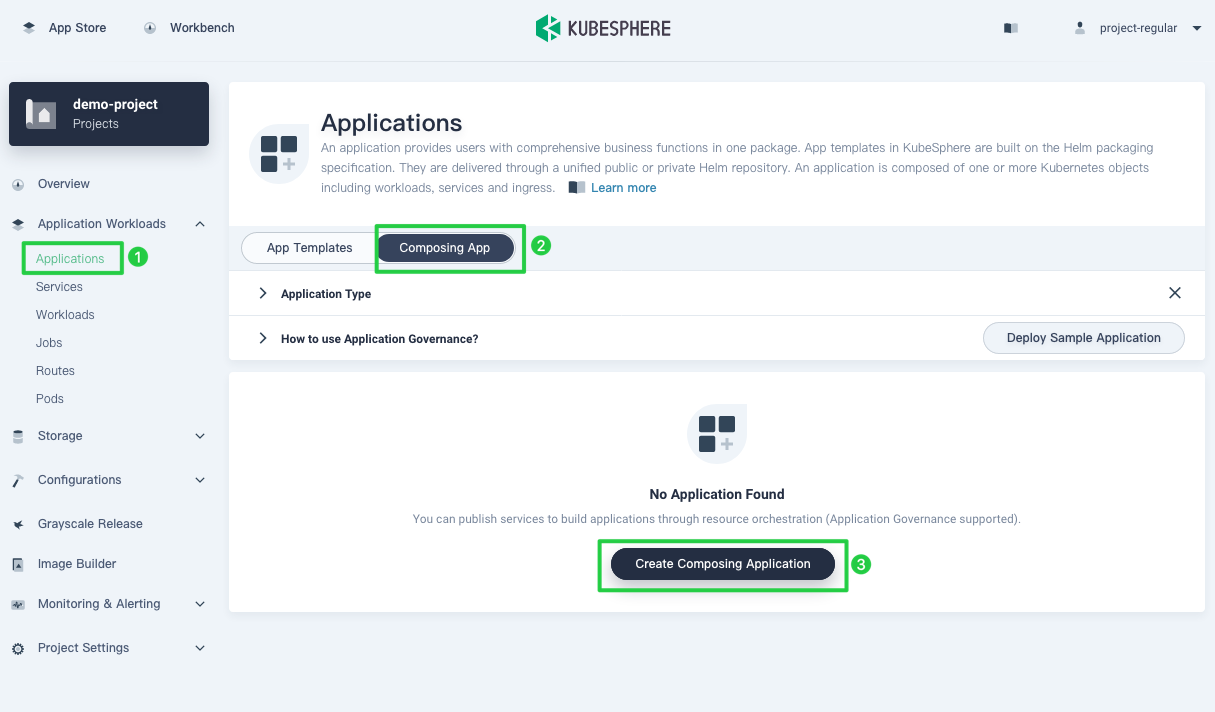 App Store
Workbench
KUBESPHERE
project-regular
demo-project
Projects
Overview
Application Workloads
Applications
1
Services
Workloads
Jobs
Routes
Pods
Storage
Configurations
Grayscale Release
Image Builder
Monitoring & Alerting
Project Settings
Applications
An application provides users with comprehensive business functions in one package. App templates in KubeSphere are built on the Helm packaging
specification. They are delivered through a unified public or private Helm repository. An application is composed of one or more Kubernetes objects
including workloads, services and ingress. Learn more
App Templates
Composing App
2
Application Type
How to use Application Governance?
Deploy Sample Application
No Application Found
You can publish services to build applications through resource orchestration (Application Governance supported).
Create Composing Application
3